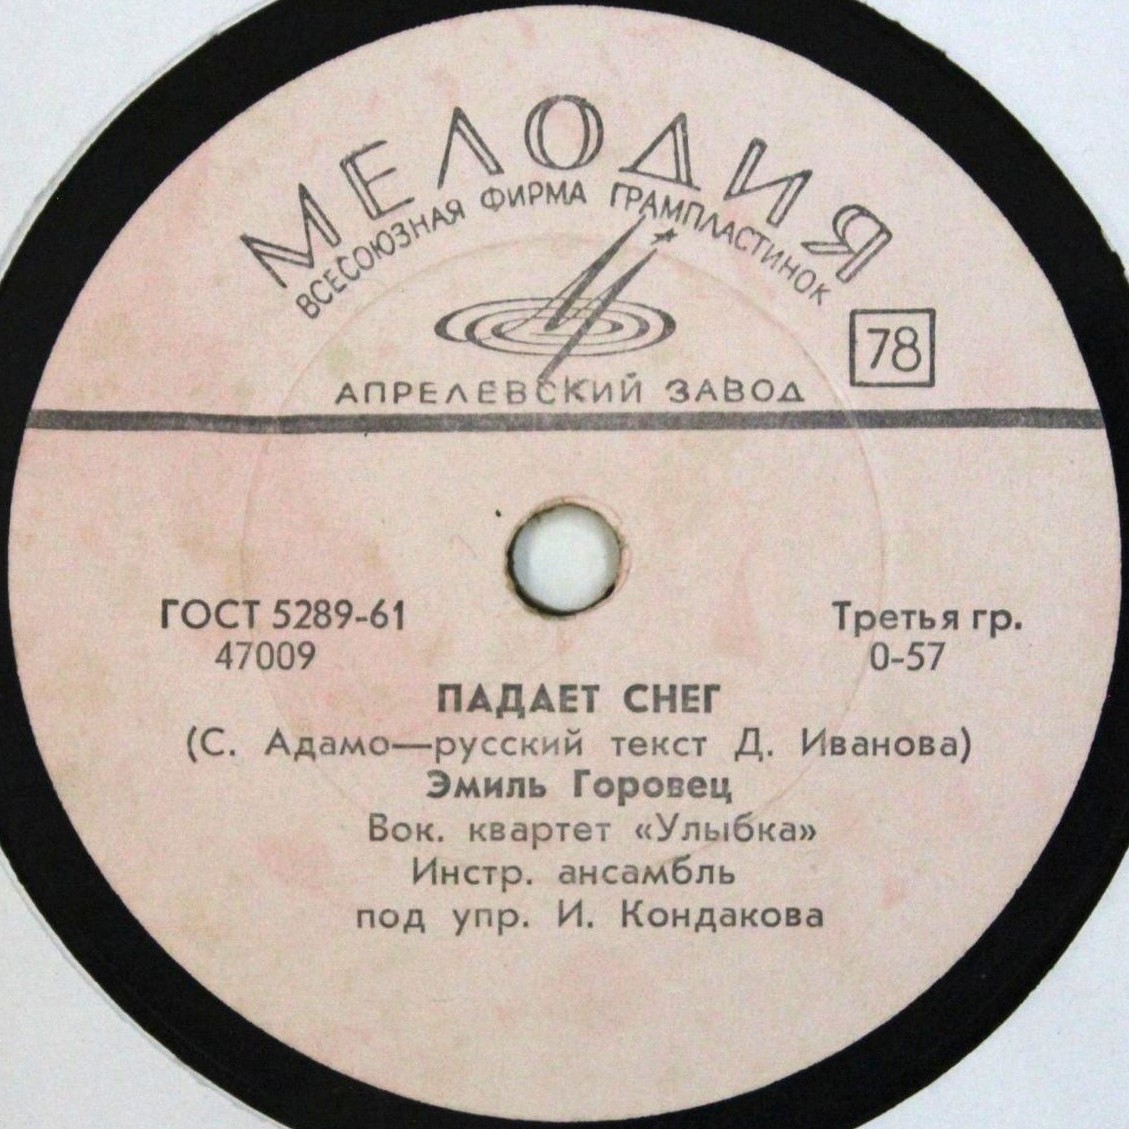 МЕЛОДИЯ
ВСЕСОЮЗНАЯ ФИРМА ГРАМПЛАСТИНОК
78
АПРЕЛЕВСКИЙ ЗАВОД
ГОСТ 5289-61
Третья гр.
47009
0-57
ПАДАЕТ СНЕГ
(С. Адамо—русский текст Д. Иванова)
Эмиль Горовец
Вок. квартет «Улыбка»
Инстр. ансамбль
под упр. И. Кондакова